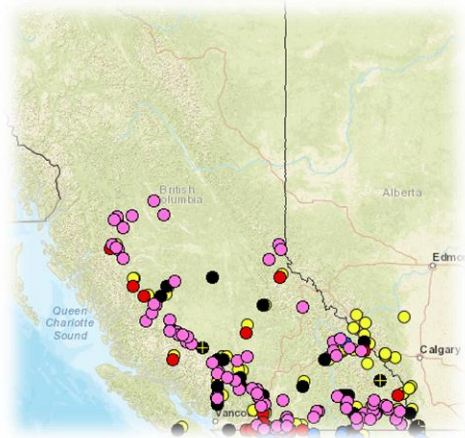 British
Columbia
Alberta
Edmo
Queen
Charlotte
Sound
Calgary
Vanco